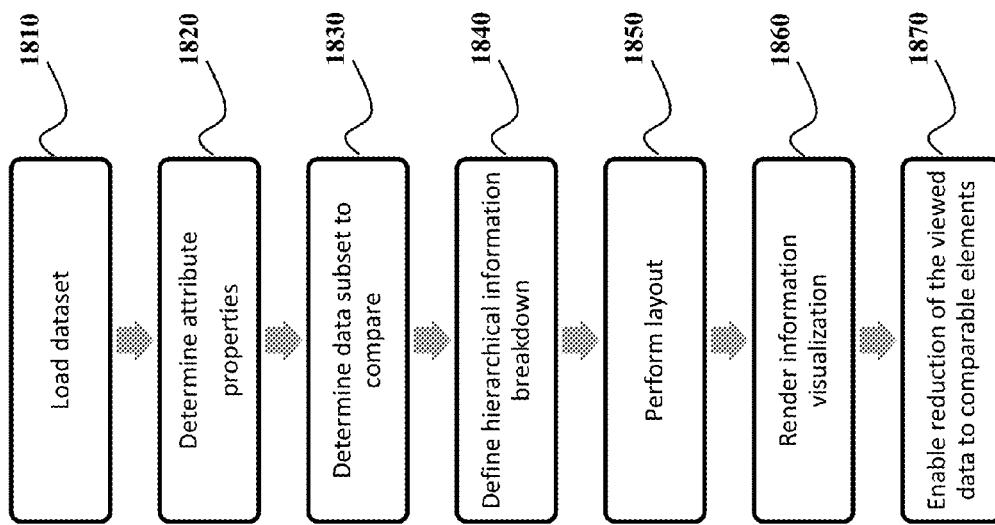 1810
Load dataset
1820
Determine attribute
properties
1830
Determine data subset to
compare
1840
Define hierarchical information
breakdown
1850
Perform layout
1860
Render information
visualization
1870
Enable reduction of the viewed
data to comparable elements